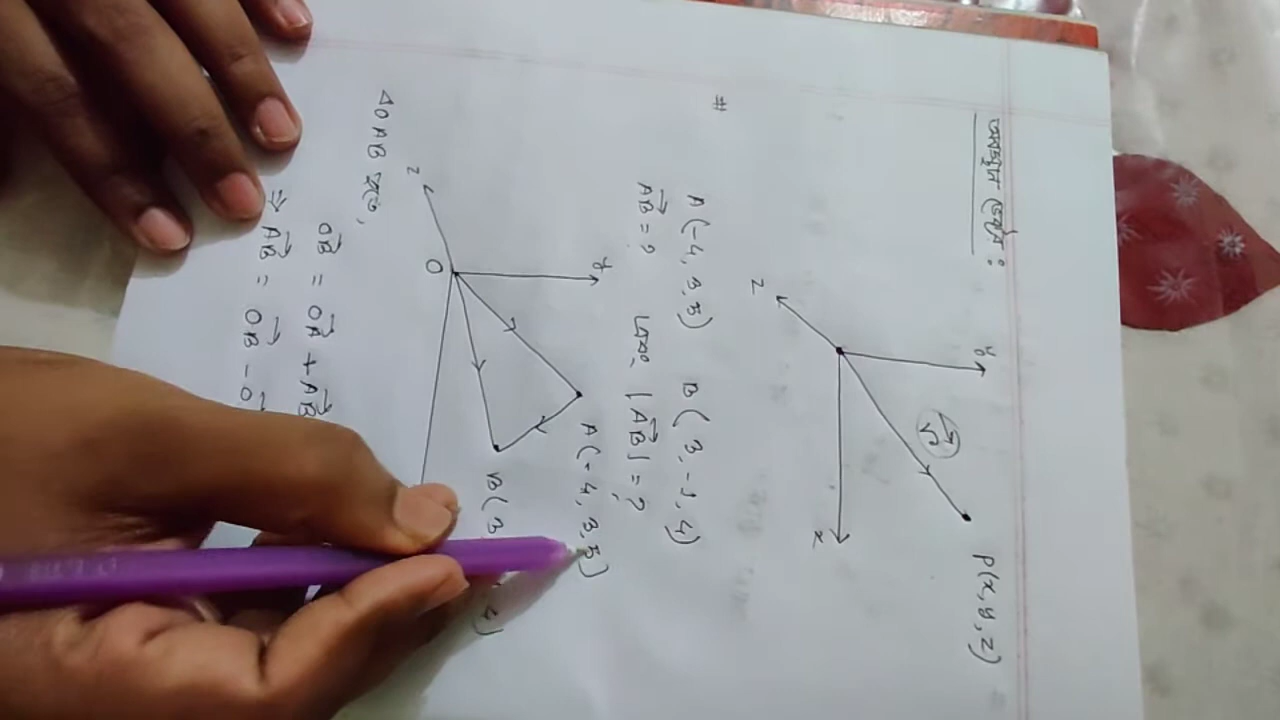 অবস্থান ভেক্টর :
y
r
P(x, y, z)
z
x
#
A(-4, 3, 5) B(3, -1, 4)
AB = ? এবং |AB| = ?
y
A(-4, 3, 5)
z
O
B(3, 4)
ΔOAB হতে,
OB = OA + AB
⇒ AB = OB - O